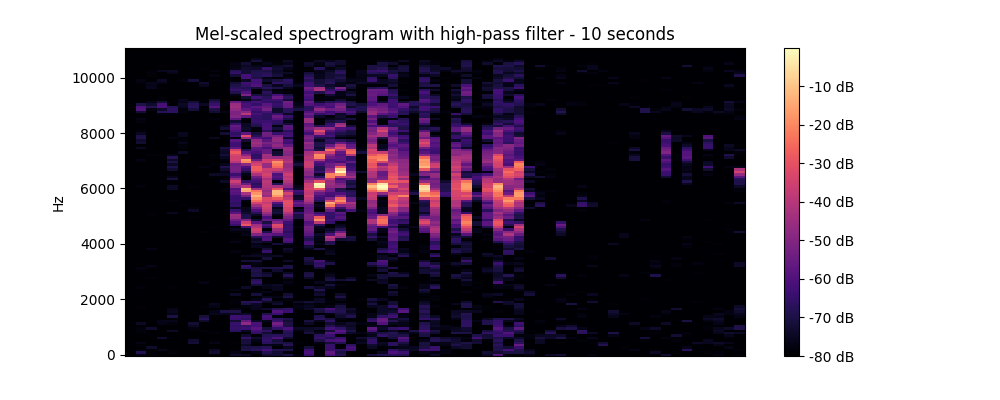 Mel-scaled spectrogram with high-pass filter - 10 seconds
Hz
10000
8000
6000
4000
2000
0
-10 dB
-20 dB
-30 dB
-40 dB
-50 dB
-60 dB
-70 dB
-80 dB